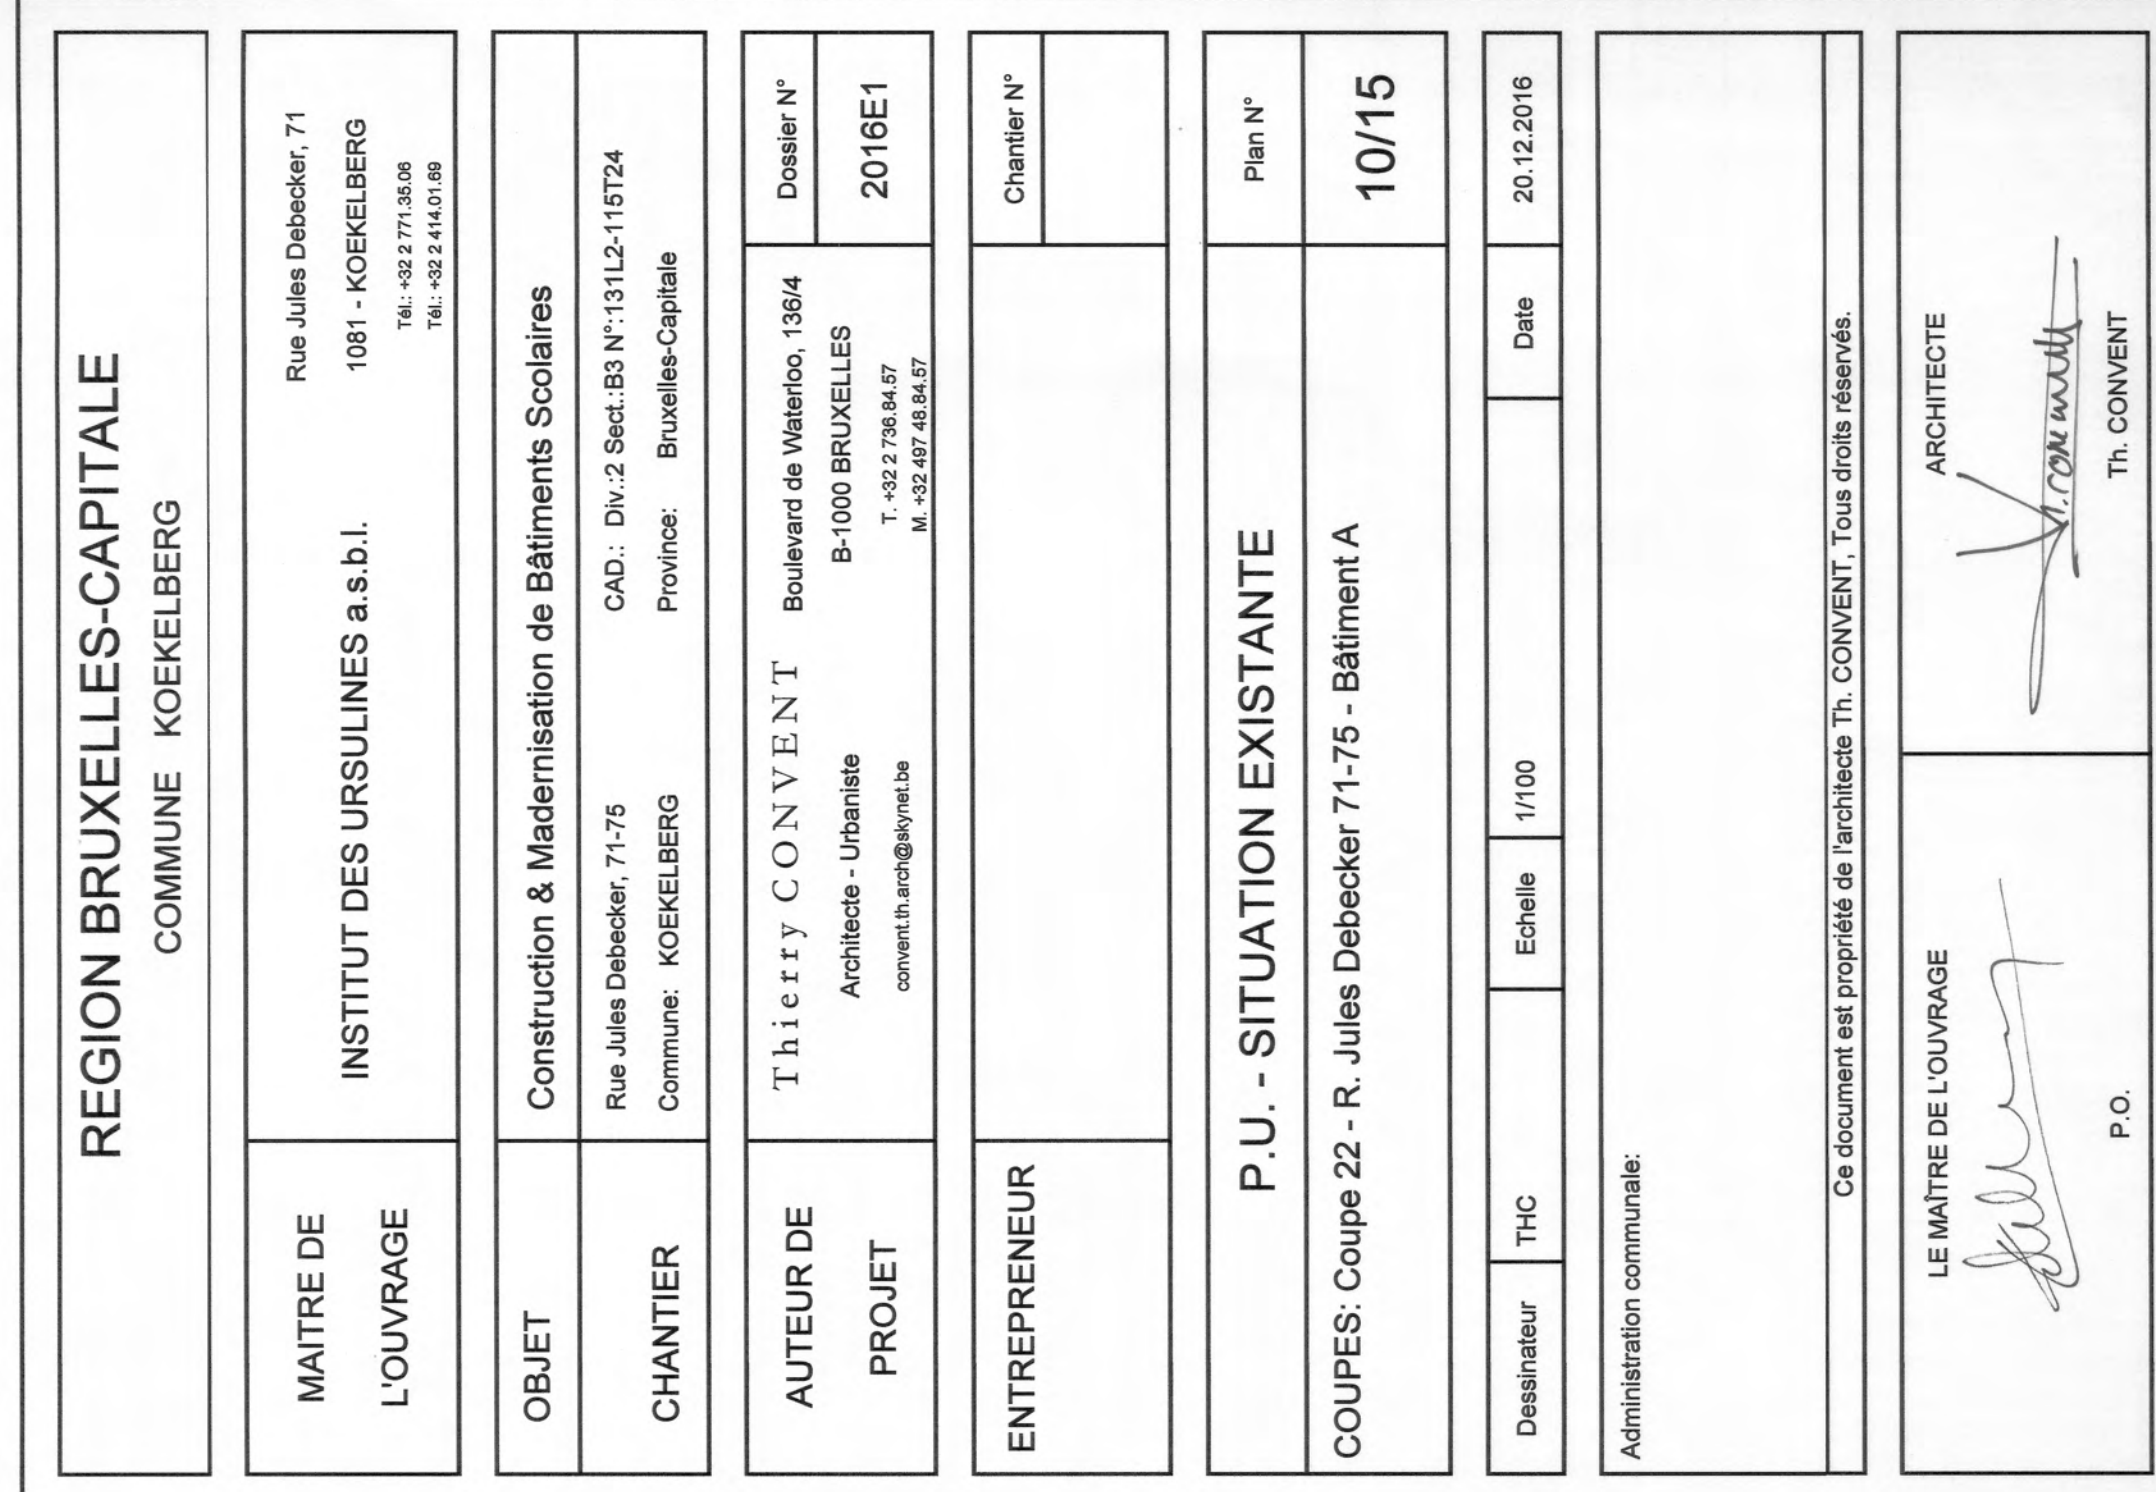 REGION BRUXELLES-CAPITALE
COMMUNE KOEKELBERG
MAITRE DE
L'OUVRAGE
INSTITUT DES URSULINES a.s.b.l.
Rue Jules Debecker, 71
1081 - KOEKELBERG
Tél.: +32 2 771.35.06
Tél.: +32 2 414.01.69
OBJET
Construction & Madernisation de Bâtiments Scolaires
CHANTIER
Rue Jules Debecker, 71-75
CAD.: Div.:2 Sect.:B3 N°:131L2-115T24
Commune: KOEKELBERG
Province: Bruxelles-Capitale
AUTEUR DE
PROJET
Thierry CONVENT
Boulevard de Waterloo, 136/4
Architecte - Urbaniste
B-1000 BRUXELLES
convent.th.arch@skynet.be
T. +32 2 736.84.57
M. +32 497 48.84.57
Dossier N°
2016E1
ENTREPRENEUR
Chantier N°
P.U. - SITUATION EXISTANTE
Plan N°
COUPES: Coupe 22 - R. Jules Debecker 71-75 - Bâtiment A
10/15
Dessinateur THC Echelle 1/100 Date 20.12.2016
Administration communale:
Ce document est propriété de l'architecte Th. CONVENT, Tous droits réservés.
LE MAÎTRE DE L'OUVRAGE
P.O.
ARCHITECTE
Th. CONVENT